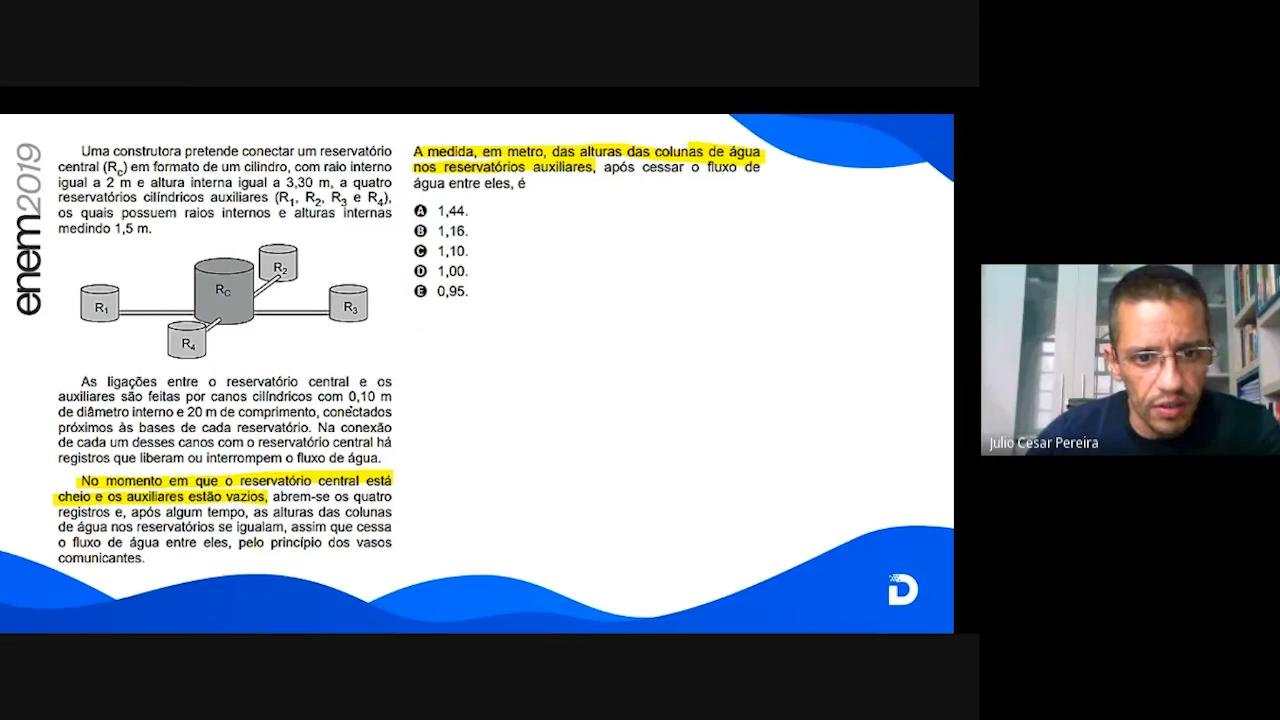 enem2019
Uma construtora pretende conectar um reservatório
central (Rc) em formato de um cilindro, com raio interno
igual a 2 m e altura interna igual a 3,30 m, a quatro
reservatórios cilíndricos auxiliares (R1, R2, R3 e R4),
os quais possuem raios internos e alturas internas
medindo 1,5 m.
R2
RC
R1
R3
R4
As ligações entre o reservatório central e os
auxiliares são feitas por canos cilíndricos com 0,10 m
de diâmetro interno e 20 m de comprimento, conectados
próximos às bases de cada reservatório. Na conexão
de cada um desses canos com o reservatório central há
registros que liberam ou interrompem o fluxo de água.
No momento em que o reservatório central está
cheio e os auxiliares estão vazios, abrem-se os quatro
registros e, após algum tempo, as alturas das colunas
de água nos reservatórios se igualam, assim que cessa
o fluxo de água entre eles, pelo princípio dos vasos
comunicantes.
A medida, em metro, das alturas das colunas de água
nos reservatórios auxiliares, após cessar o fluxo de
água entre eles, é
A 1,44.
B 1,16.
C 1,10.
D 1,00.
E 0,95.
D
Julio Cesar Pereira